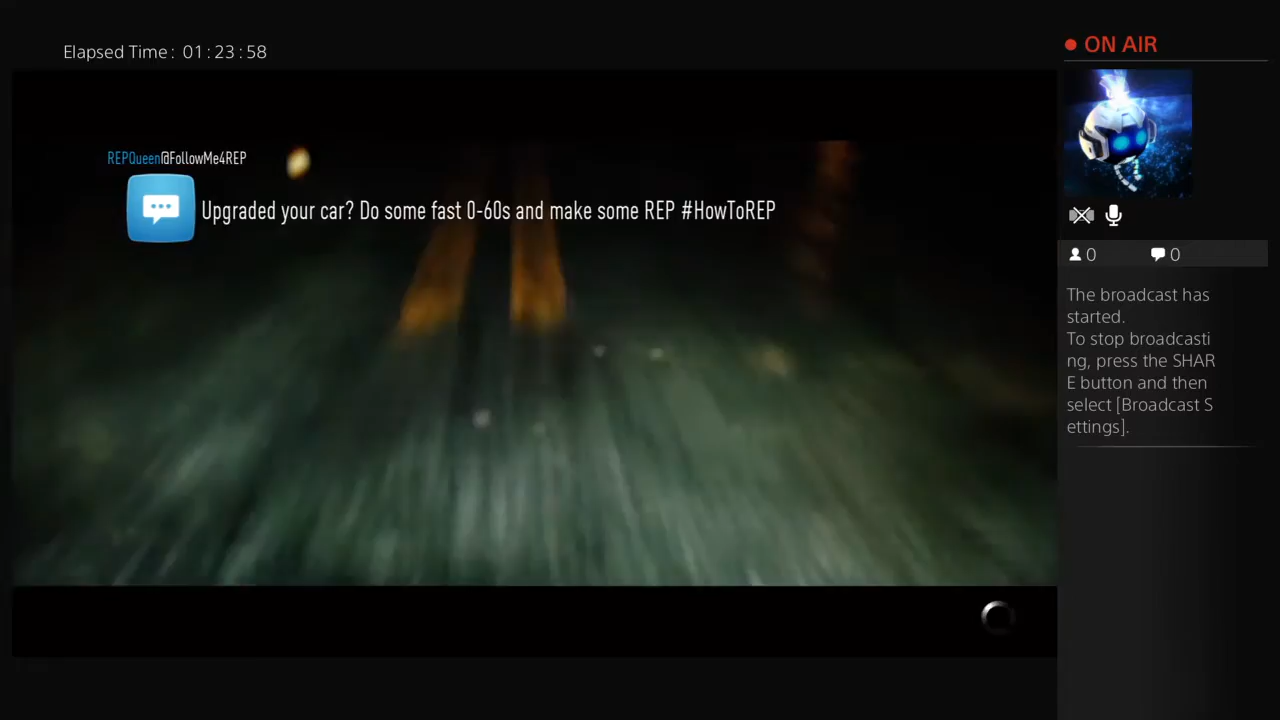 Elapsed Time: 01:23:58
ON AIR
REPQueen@FollowMe4REP
Upgraded your car? Do some fast 0-60s and make some REP #HowToREP
0 0
The broadcast has
started.
To stop broadcasti
ng, press the SHAR
E button and then
select [Broadcast S
ettings].